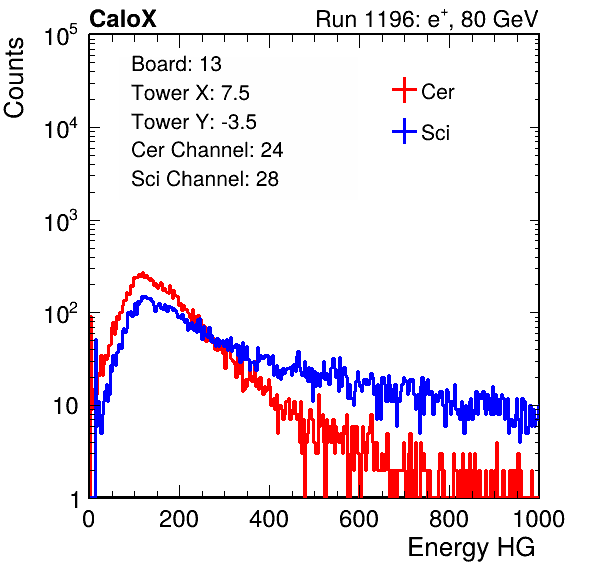 CaloX Run 1196: e⁺, 80 GeV
Counts
Board: 13
Tower X: 7.5
Tower Y: -3.5
Cer Channel: 24
Sci Channel: 28
Cer
Sci
10⁵
10⁴
10³
10²
10
1
0 200 400 600 800 1000
Energy HG